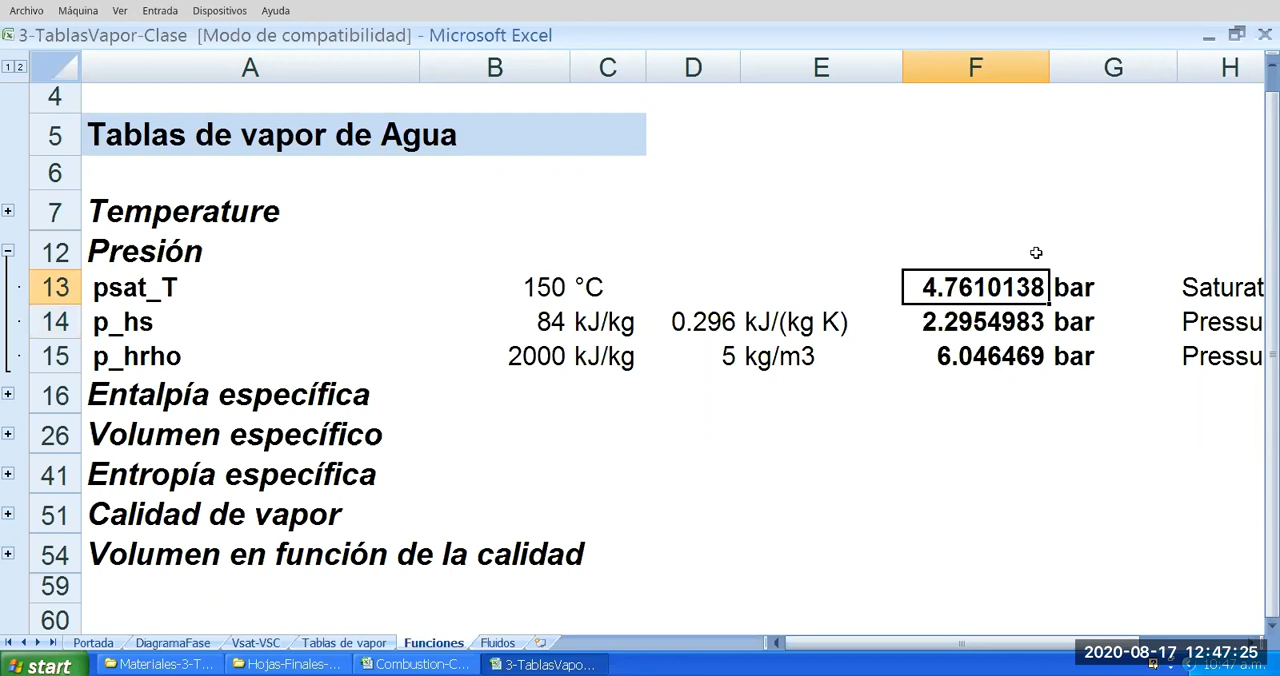 Archivo Máquina Ver Entrada Dispositivos Ayuda
3-TablasVapor-Clase [Modo de compatibilidad] - Microsoft Excel
1 2 A B C D E F G H
4
5 Tablas de vapor de Agua
6
7 Temperature
12 Presión
13 psat_T 150 °C 4.7610138 bar Saturat
14 p_hs 84 kJ/kg 0.296 kJ/(kg K) 2.2954983 bar Pressu
15 p_hrho 2000 kJ/kg 5 kg/m3 6.046469 bar Pressu
16 Entalpía específica
26 Volumen específico
41 Entropía específica
51 Calidad de vapor
54 Volumen en función de la calidad
59
60
Portada DiagramaFase Vsat-VSC Tablas de vapor Funciones Fluidos
start Materiales-3-T... Hojas-Finales-... Combustion-C... 3-TablasVapo... 10:47 a.m.
2020-08-17 12:47:25